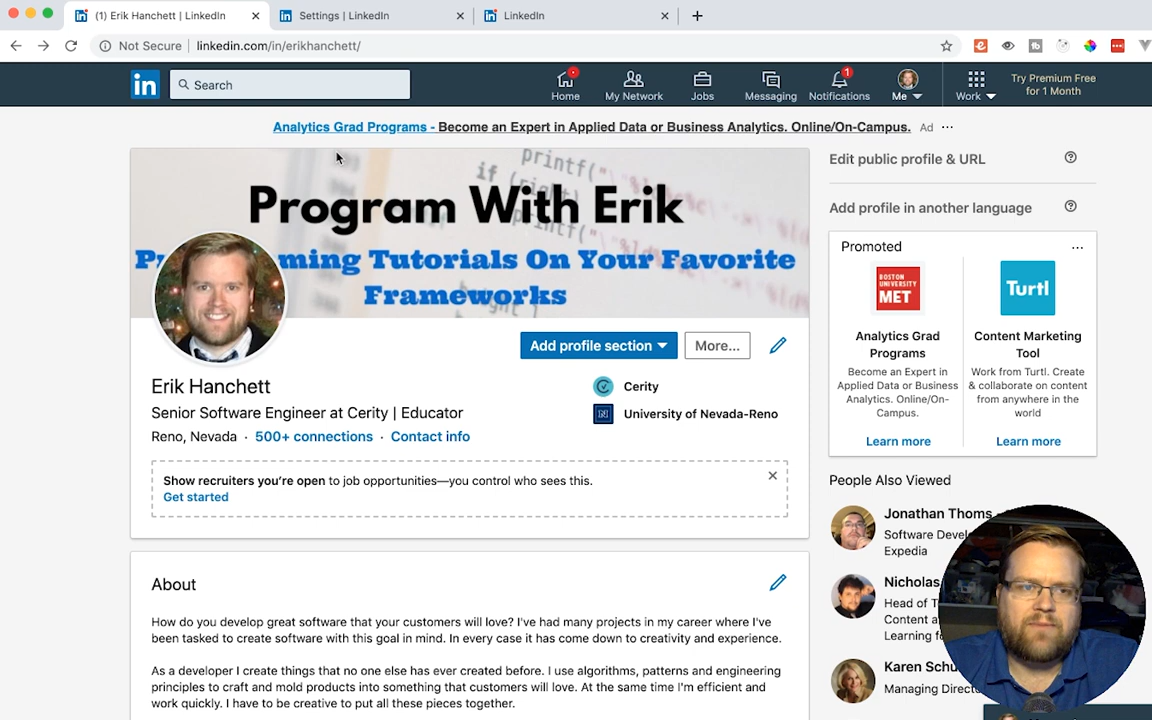 (1) Erik Hanchett | LinkedIn
Settings | LinkedIn
LinkedIn
Not Secure
linkedin.com/in/erikhanchett/
in
Search
Home
My Network
Jobs
Messaging
1
Notifications
Me
Work
Try Premium Free
for 1 Month
Analytics Grad Programs - Become an Expert in Applied Data or Business Analytics. Online/On-Campus. Ad ...
printf("
if (right)
printf("
Program With Erik
Tutorials On Your Favorite
Frameworks
Add profile section
More...
Erik Hanchett
Senior Software Engineer at Cerity | Educator
Reno, Nevada · 500+ connections · Contact info
Cerity
University of Nevada-Reno
Show recruiters you're open to job opportunities—you control who sees this.
Get started
About
How do you develop great software that your customers will love? I've had many projects in my career where I've
been tasked to create software with this goal in mind. In every case it has come down to creativity and experience.
As a developer I create things that no one else has ever created before. I use algorithms, patterns and engineering
principles to craft and mold products into something that customers will love. At the same time I'm efficient and
work quickly. I have to be creative to put all these pieces together.
Edit public profile & URL
Add profile in another language
Promoted
...
BOSTON
UNIVERSITY
MET
Analytics Grad
Programs
Become an Expert in
Applied Data or Business
Analytics. Online/On-
Campus.
Learn more
Turtl
Content Marketing
Tool
Work from Turtl. Create
& collaborate on content
from anywhere in the
world
Learn more
People Also Viewed
Jonathan Thoms
Software
Expedia
Nicholas
Head of
Content
Learning
Karen
Managing